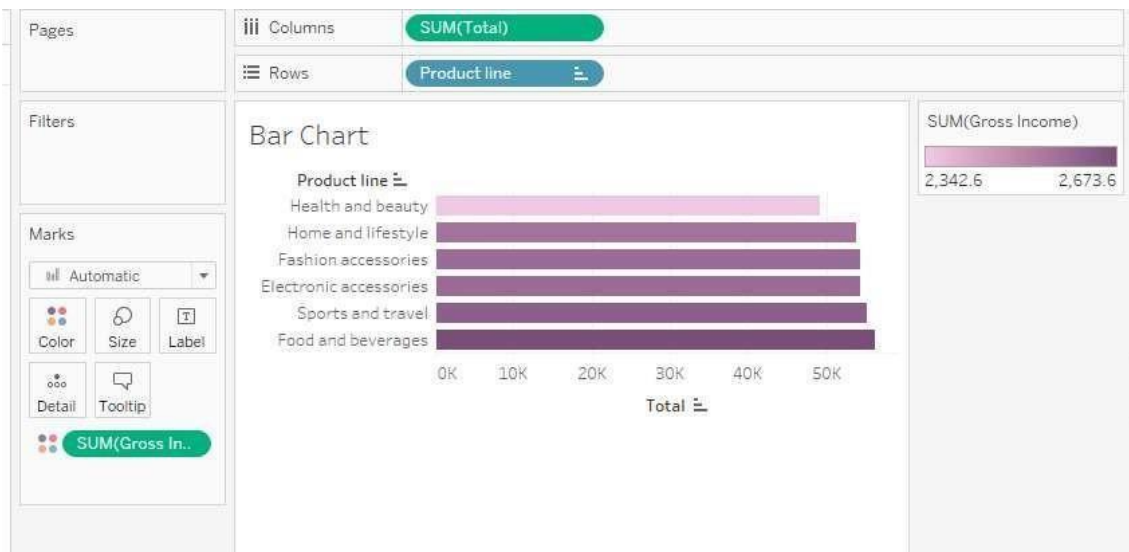 Pages
Columns
SUM(Total)
Rows
Product line
Filters
Marks
Automatic
Color Size Label
Detail Tooltip
SUM(Gross In..
Bar Chart
Product line
Health and beauty
Home and lifestyle
Fashion accessories
Electronic accessories
Sports and travel
Food and beverages
0K 10K 20K 30K 40K 50K
Total
SUM(Gross Income)
2,342.6 2,673.6